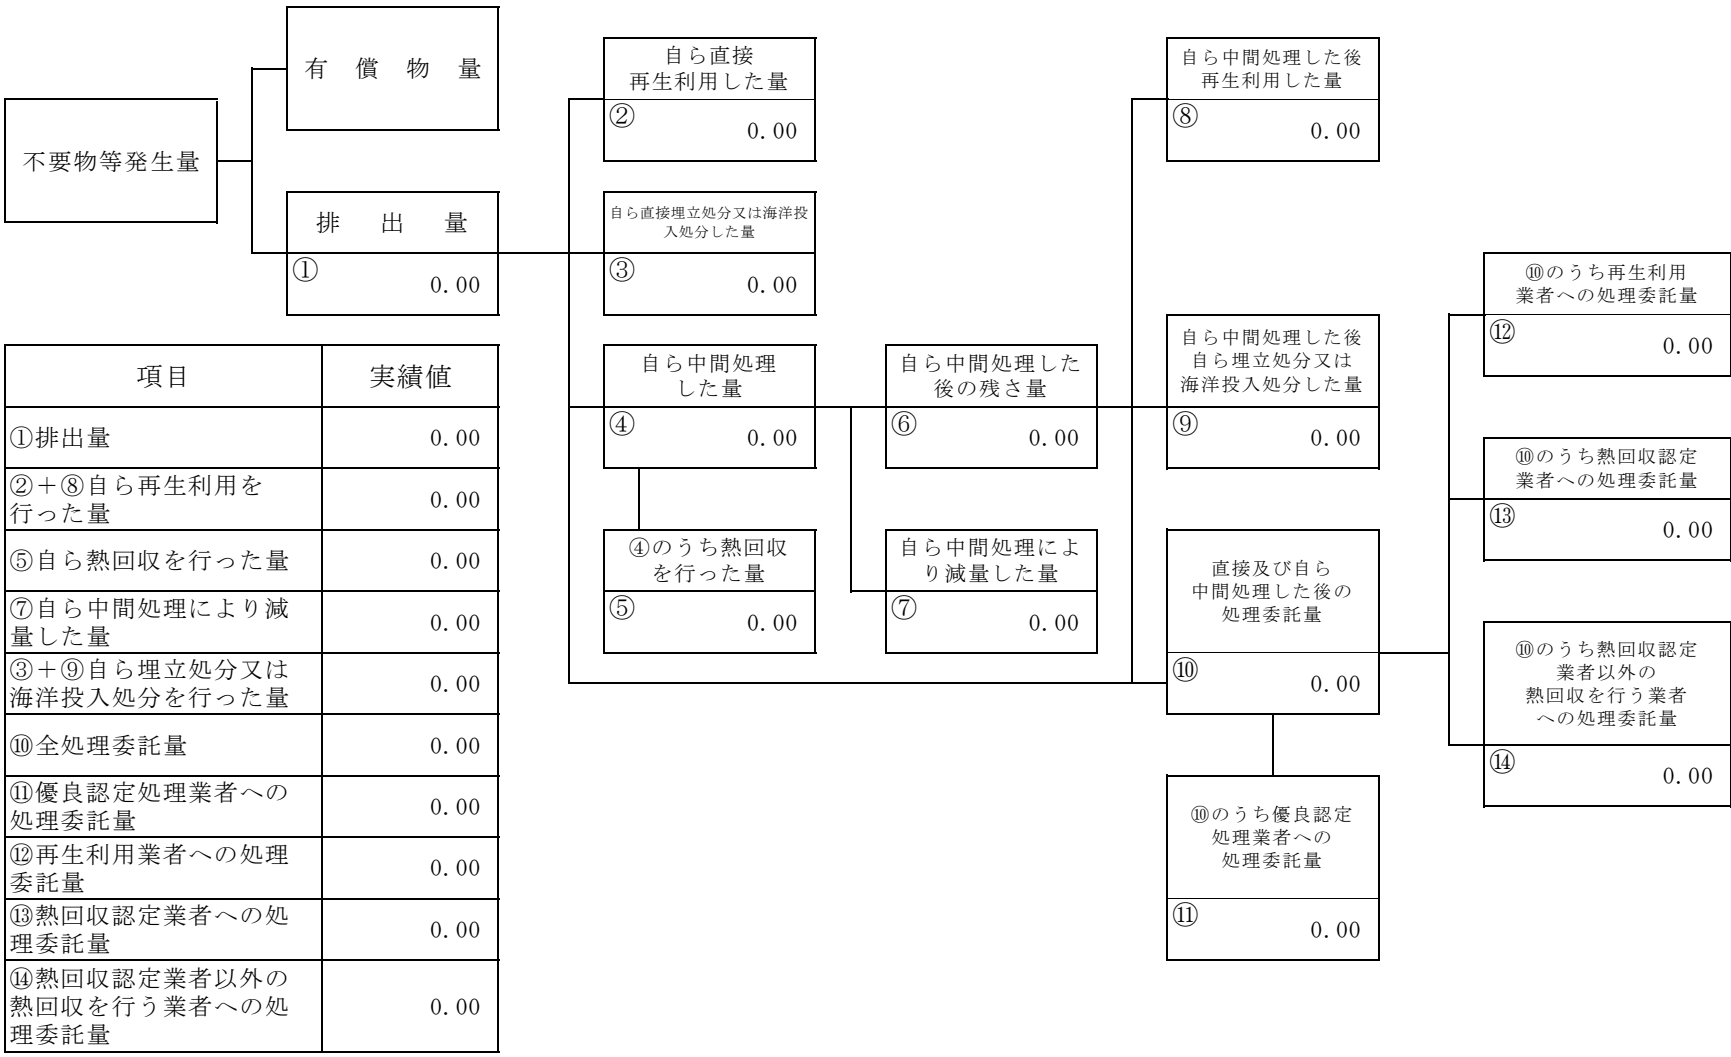 有償物量
不要物等発生量
排出量
①
0.00
自ら直接
再生利用した量
②
0.00
自ら直接埋立処分又は海洋投
入処分した量
③
0.00
自ら中間処理
した量
④
0.00
④のうち熱回収
を行った量
⑤
0.00
自ら中間処理した
後の残さ量
⑥
0.00
自ら中間処理によ
り減量した量
⑦
0.00
自ら中間処理した後
再生利用した量
⑧
0.00
自ら中間処理した後
自ら埋立処分又は
海洋投入処分した量
⑨
0.00
直接及び自ら
中間処理した後の
処理委託量
⑩
0.00
⑩のうち優良認定
処理業者への
処理委託量
⑪
0.00
⑩のうち再生利用
業者への処理委託量
⑫
0.00
⑩のうち熱回収認定
業者への処理委託量
⑬
0.00
⑩のうち熱回収認定
業者以外の
熱回収を行う業者
への処理委託量
⑭
0.00
項目 実績値
①排出量 0.00
②+⑧自ら再生利用を
行った量 0.00
⑤自ら熱回収を行った量 0.00
⑦自ら中間処理により減
量した量 0.00
③+⑨自ら埋立処分又は
海洋投入処分を行った量 0.00
⑩全処理委託量 0.00
⑪優良認定処理業者への
処理委託量 0.00
⑫再生利用業者への処理
委託量 0.00
⑬熱回収認定業者への処
理委託量 0.00
⑭熱回収認定業者以外の
熱回収を行う業者への処
理委託量 0.00